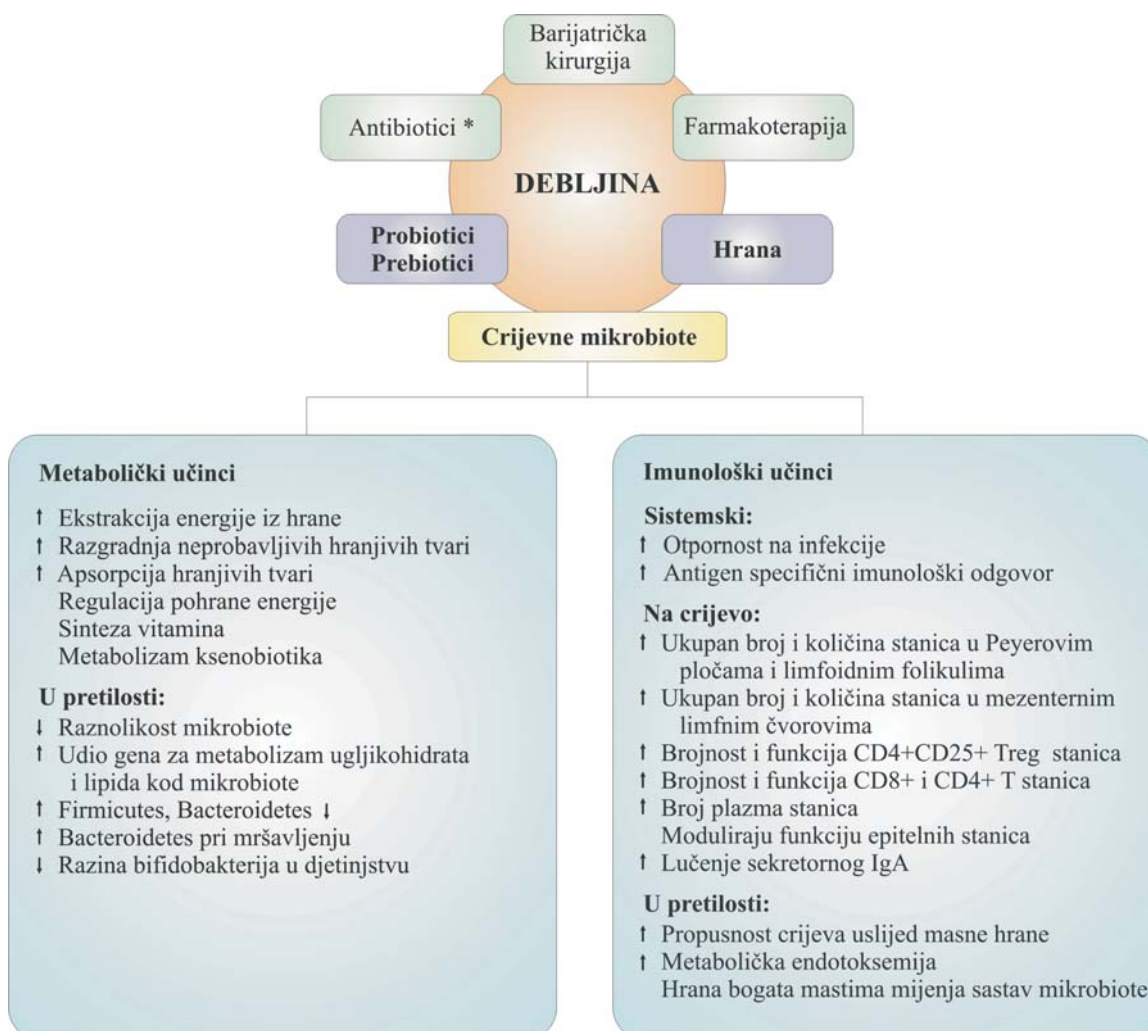 Barijatrička
kirurgija
Antibiotici *
Farmakoterapija
DEBLJINA
Probiotici
Prebiotici
Hrana
Crijevne mikrobiote
Metabolički učinci
↑ Ekstrakcija energije iz hrane
↑ Razgradnja neprobavljivih hranjivih tvari
↑ Apsorpcija hranjivih tvari
Regulacija pohrane energije
Sinteza vitamina
Metabolizam ksenobiotika
U pretilosti:
↓ Raznolikost mikrobiote
↑ Udio gena za metabolizam ugljikohidrata
i lipida kod mikrobiote
↑ Firmicutes, Bacteroidetes ↓
↑ Bacteroidetes pri mršavljenju
↓ Razina bifidobakterija u djetinjstvu
Imunološki učinci
Sistemski:
↑ Otpornost na infekcije
↑ Antigen specifični imunološki odgovor
Na crijevo:
↑ Ukupan broj i količina stanica u Peyerovim
pločama i limfoidnim folikulima
↑ Ukupan broj i količina stanica u mezenternim
limfnim čvorovima
↑ Brojnost i funkcija CD4+CD25+ Treg stanica
↑ Brojnost i funkcija CD8+ i CD4+ T stanica
↑ Broj plazma stanica
Moduliraju funkciju epitelnih stanica
↑ Lučenje sekretornog IgA
U pretilosti:
↑ Propusnost crijeva uslijed masne hrane
↑ Metabolička endotoksemija
Hrana bogata mastima mijenja sastav mikrobiote